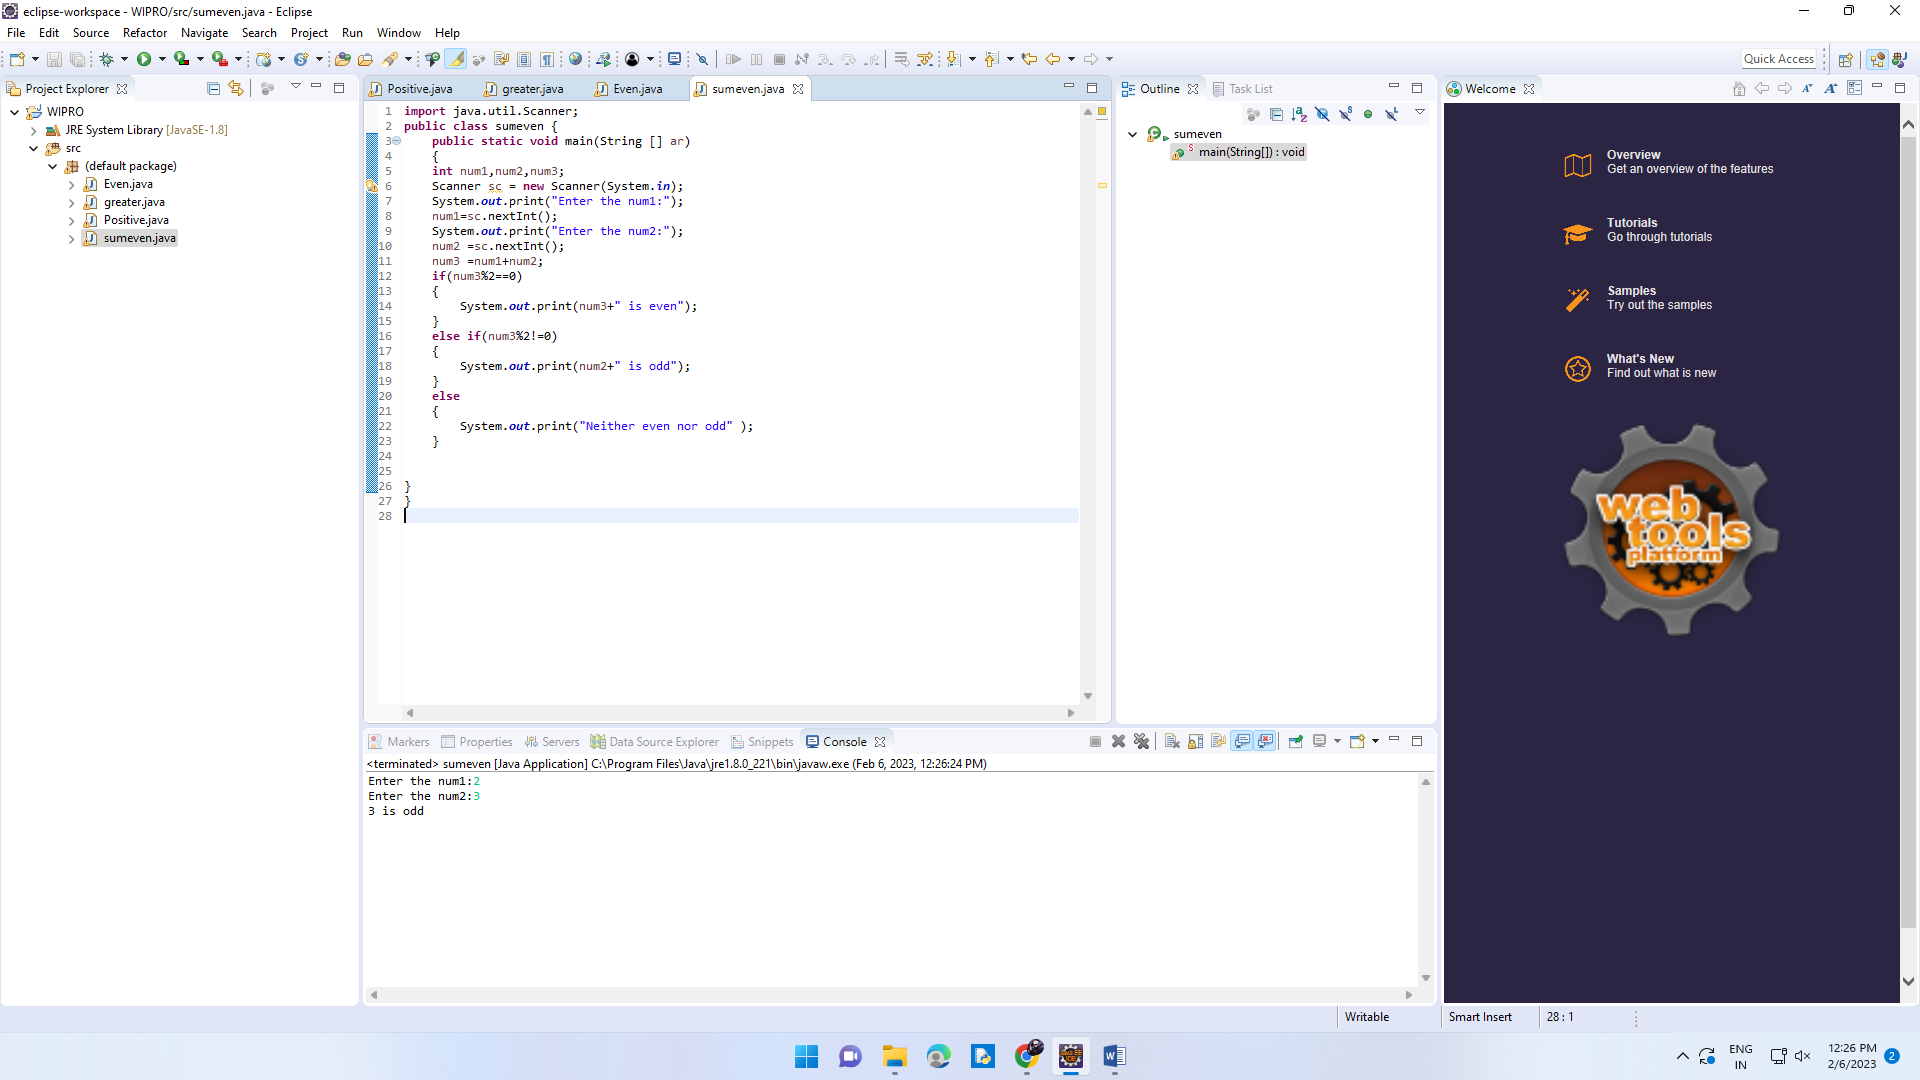 eclipse-workspace - WIPRO/src/sumeven.java - Eclipse
File Edit Source Refactor Navigate Search Project Run Window Help
Quick Access
Project Explorer
WIPRO
JRE System Library [JavaSE-1.8]
src
(default package)
Even.java
greater.java
Positive.java
sumeven.java
Positive.java greater.java Even.java sumeven.java
1 import java.util.Scanner;
2 public class sumeven {
3 public static void main(String [] ar)
4 {
5 int num1,num2,num3;
6 Scanner sc = new Scanner(System.in);
7 System.out.print("Enter the num1:");
8 num1=sc.nextInt();
9 System.out.print("Enter the num2:");
10 num2 =sc.nextInt();
11 num3 =num1+num2;
12 if(num3%2==0)
13 {
14 System.out.print(num3+" is even");
15 }
16 else if(num3%2!=0)
17 {
18 System.out.print(num2+" is odd");
19 }
20 else
21 {
22 System.out.print("Neither even nor odd" );
23 }
24
25
26 }
27 }
28
Outline Task List
sumeven
main(String[]) : void
Welcome
Overview
Get an overview of the features
Tutorials
Go through tutorials
Samples
Try out the samples
What's New
Find out what is new
web
tools
platform
Markers Properties Servers Data Source Explorer Snippets Console
<terminated> sumeven [Java Application] C:\Program Files\Java\jre1.8.0_221\bin\javaw.exe (Feb 6, 2023, 12:26:24 PM)
Enter the num1:2
Enter the num2:3
3 is odd
Writable Smart Insert 28 : 1
ENG
IN
12:26 PM
2/6/2023
2